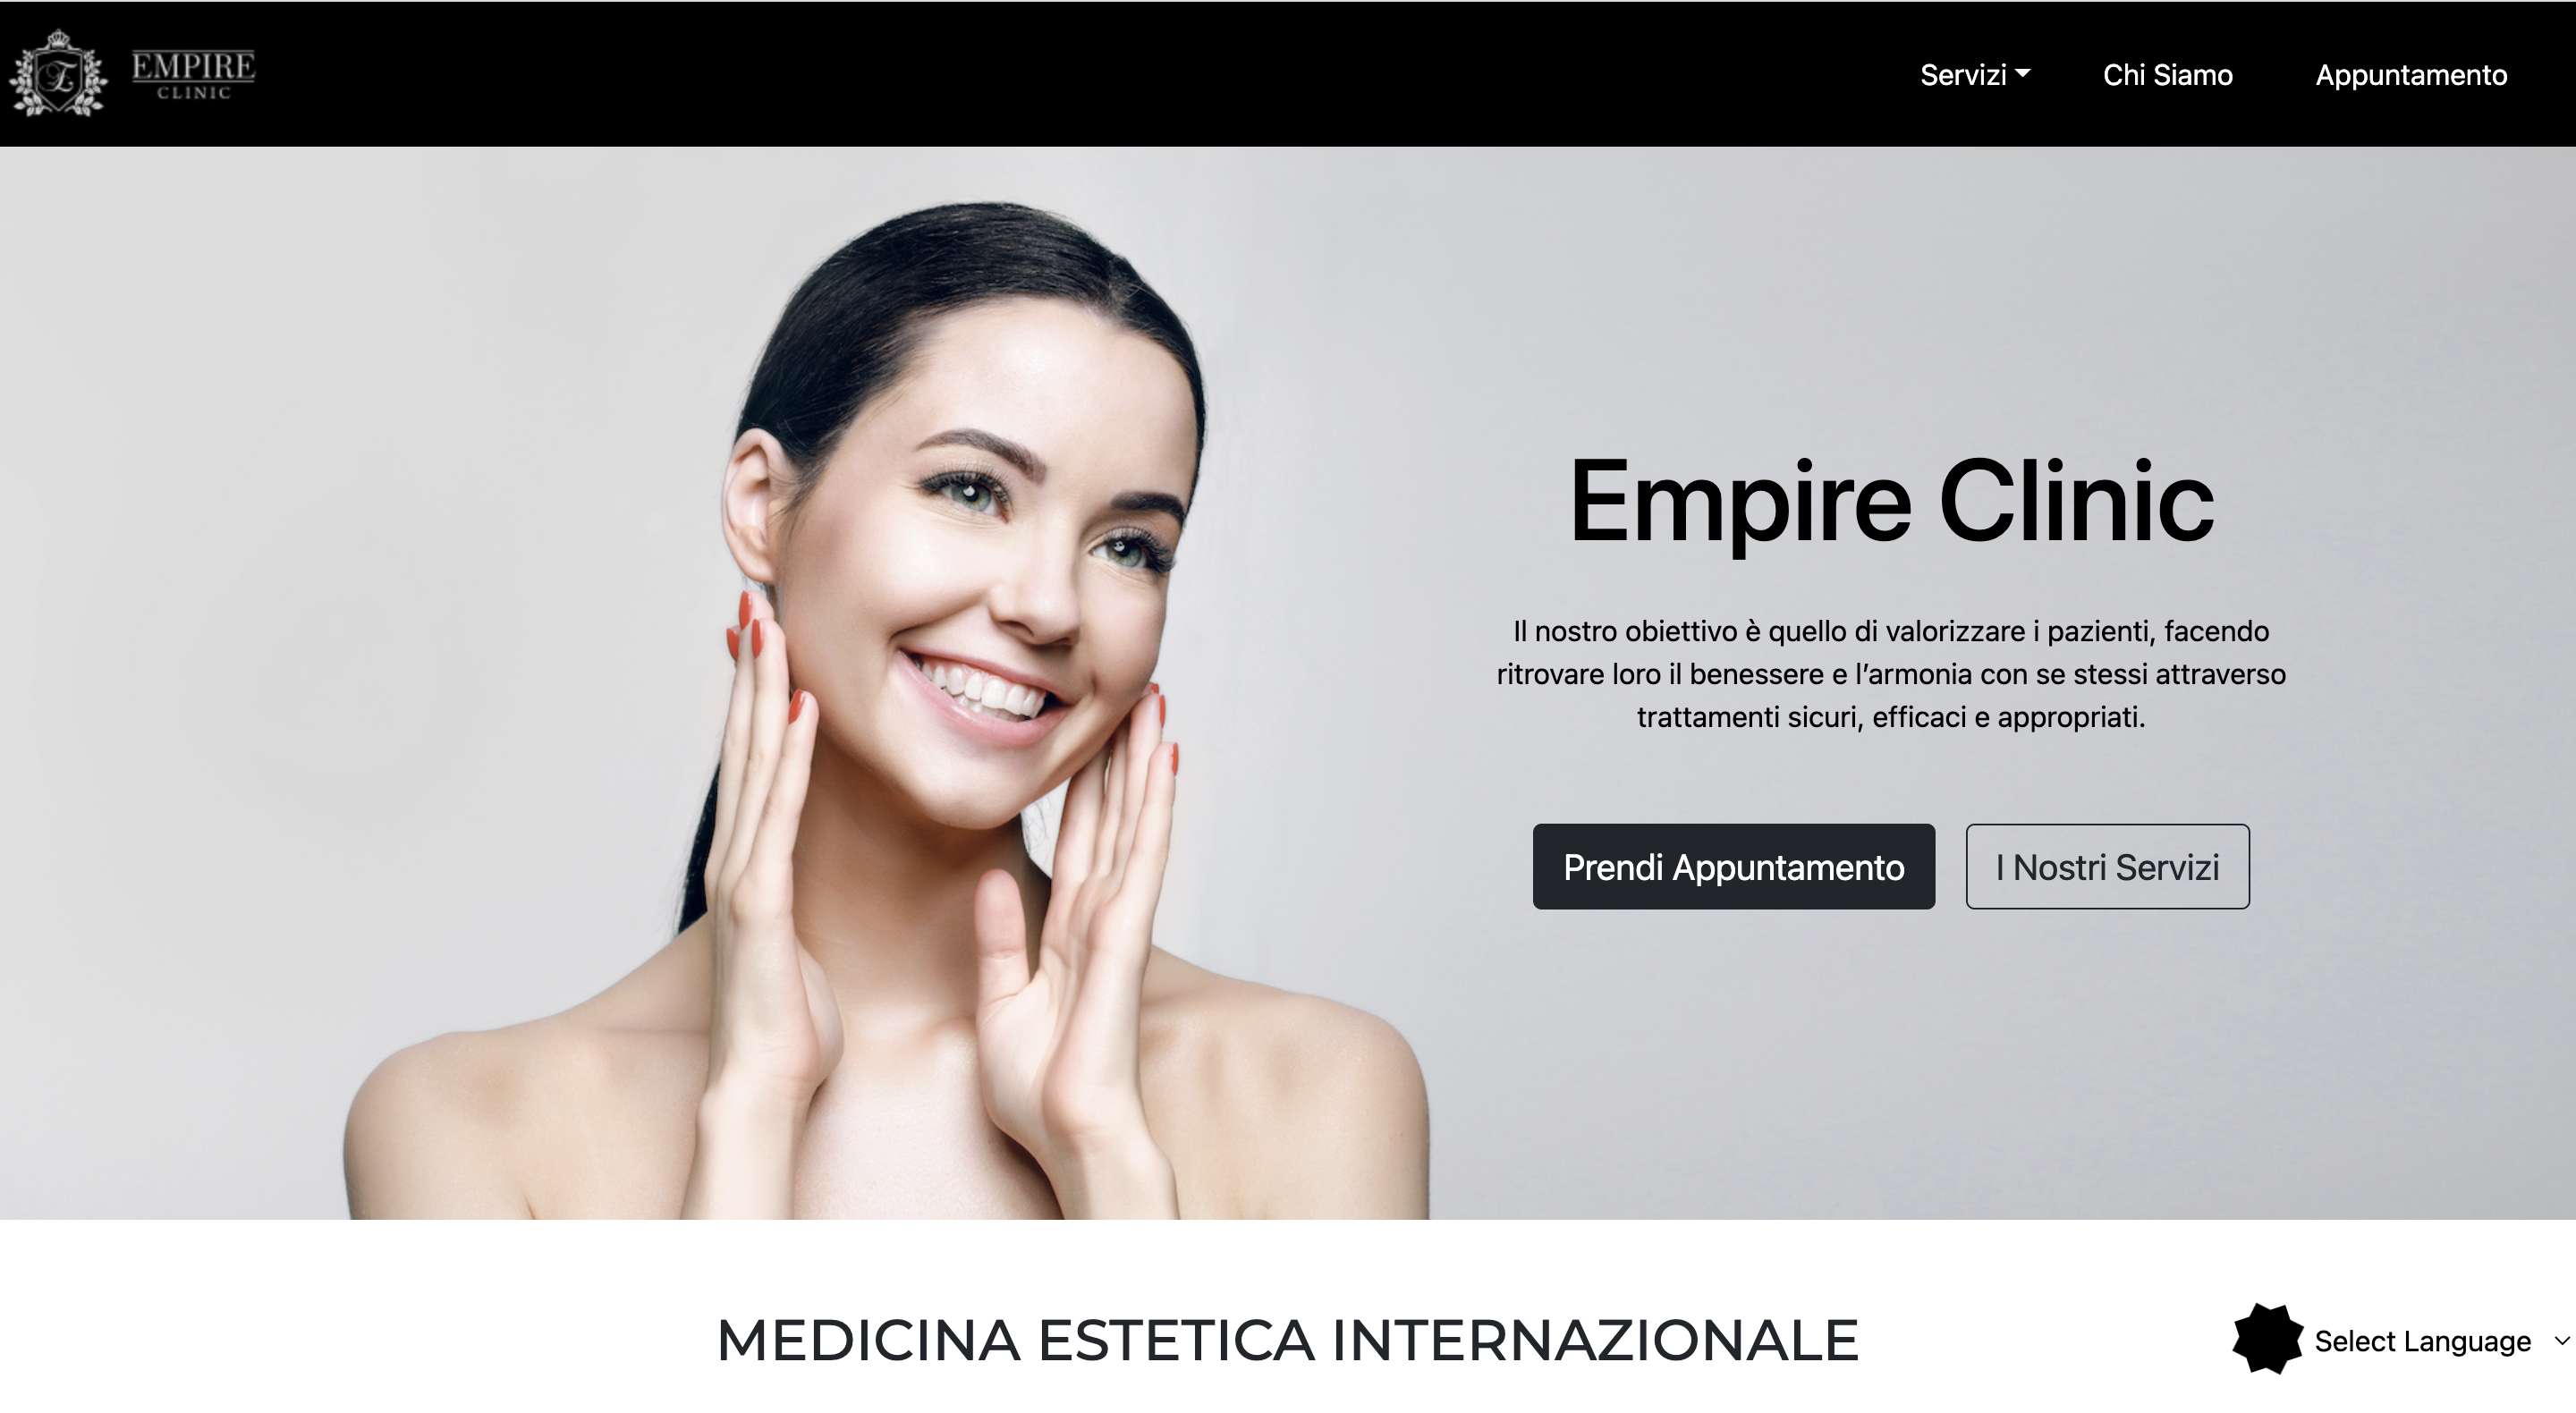 EMPIRE
CLINIC
Servizi
Chi Siamo
Appuntamento
Empire Clinic
Il nostro obiettivo è quello di valorizzare i pazienti, facendo
ritrovare loro il benessere e l’armonia con se stessi attraverso
trattamenti sicuri, efficaci e appropriati.
Prendi Appuntamento
I Nostri Servizi
MEDICINA ESTETICA INTERNAZIONALE
Select Language